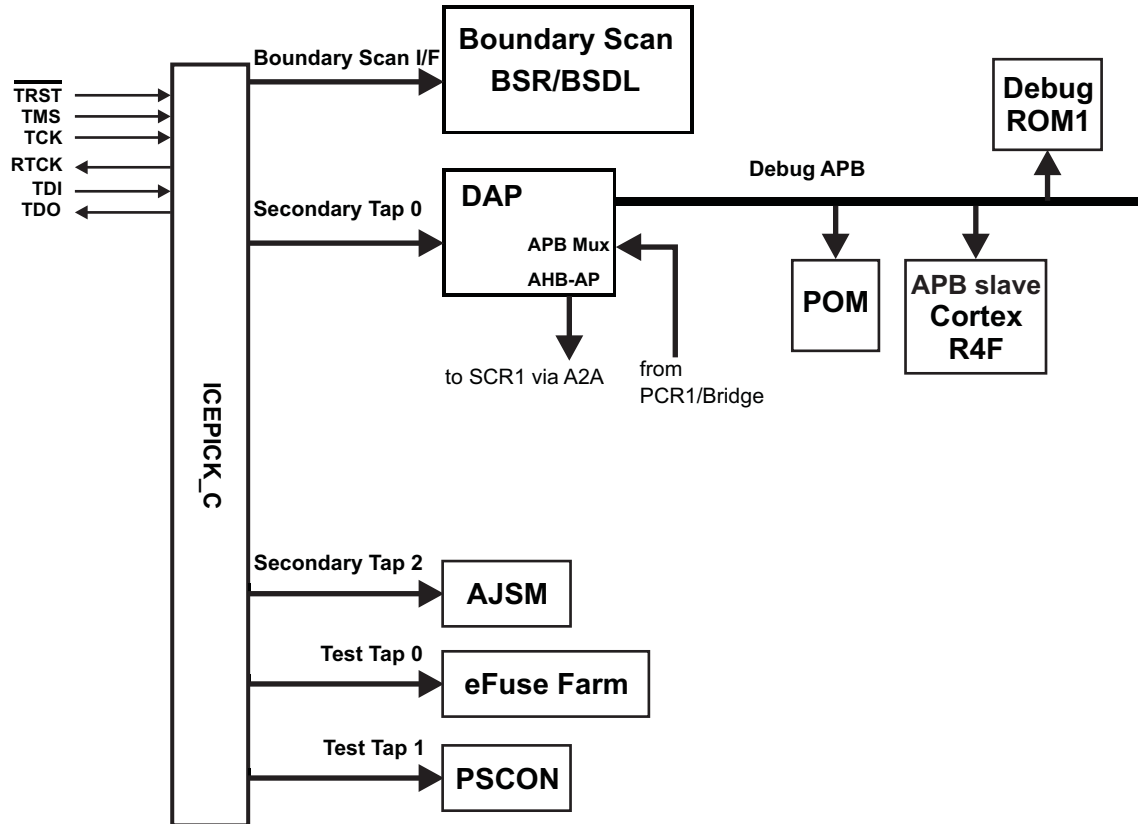 Boundary Scan I/F
Boundary Scan
BSR/BSDL
TRST
TMS
TCK
RTCK
TDI
TDO
Debug
ROM1
Debug APB
Secondary Tap 0
DAP
APB Mux
AHB-AP
POM
APB slave
Cortex
R4F
to SCR1 via A2A
from
PCR1/Bridge
ICEPICK_C
Secondary Tap 2
AJSM
Test Tap 0
eFuse Farm
Test Tap 1
PSCON